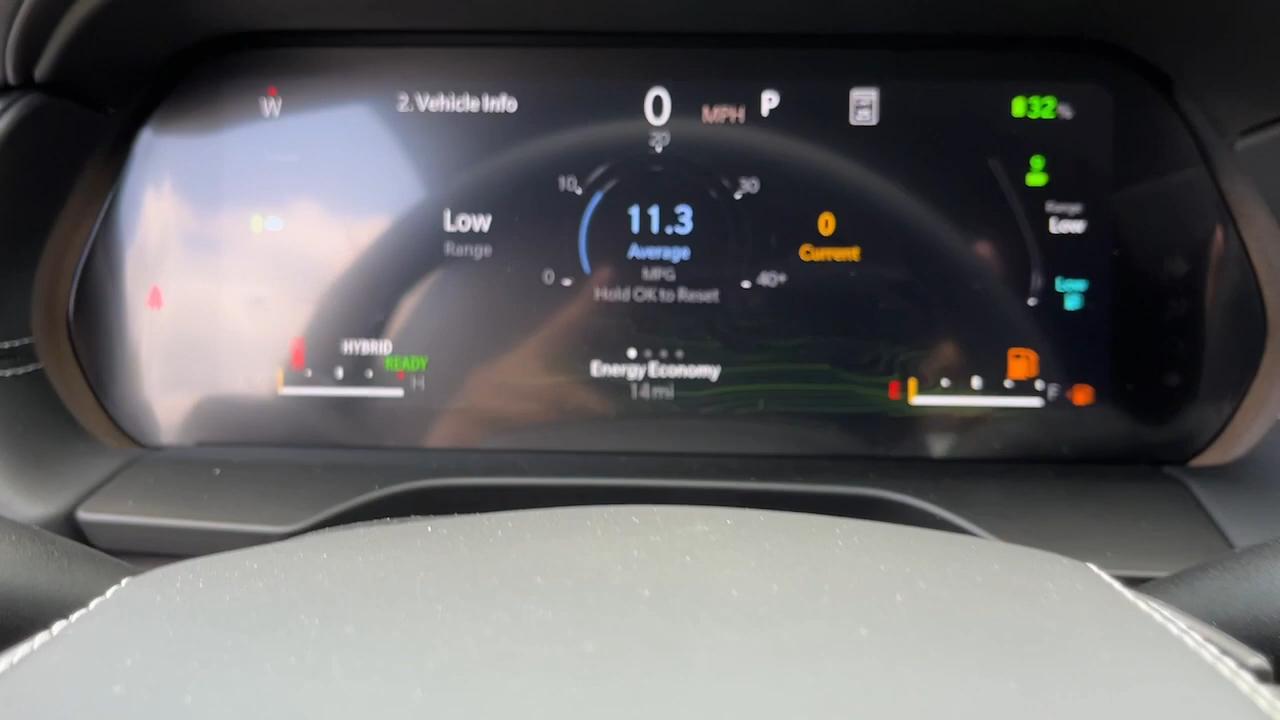 W
2. Vehicle Info
0
MPH
P
32%
20
10
30
Low
Range
11.3
Average
MPG
Hold OK to Reset
0
40+
0
Current
Range
Low
Low
HYBRID
READY
H
Energy Economy
14 mi
F